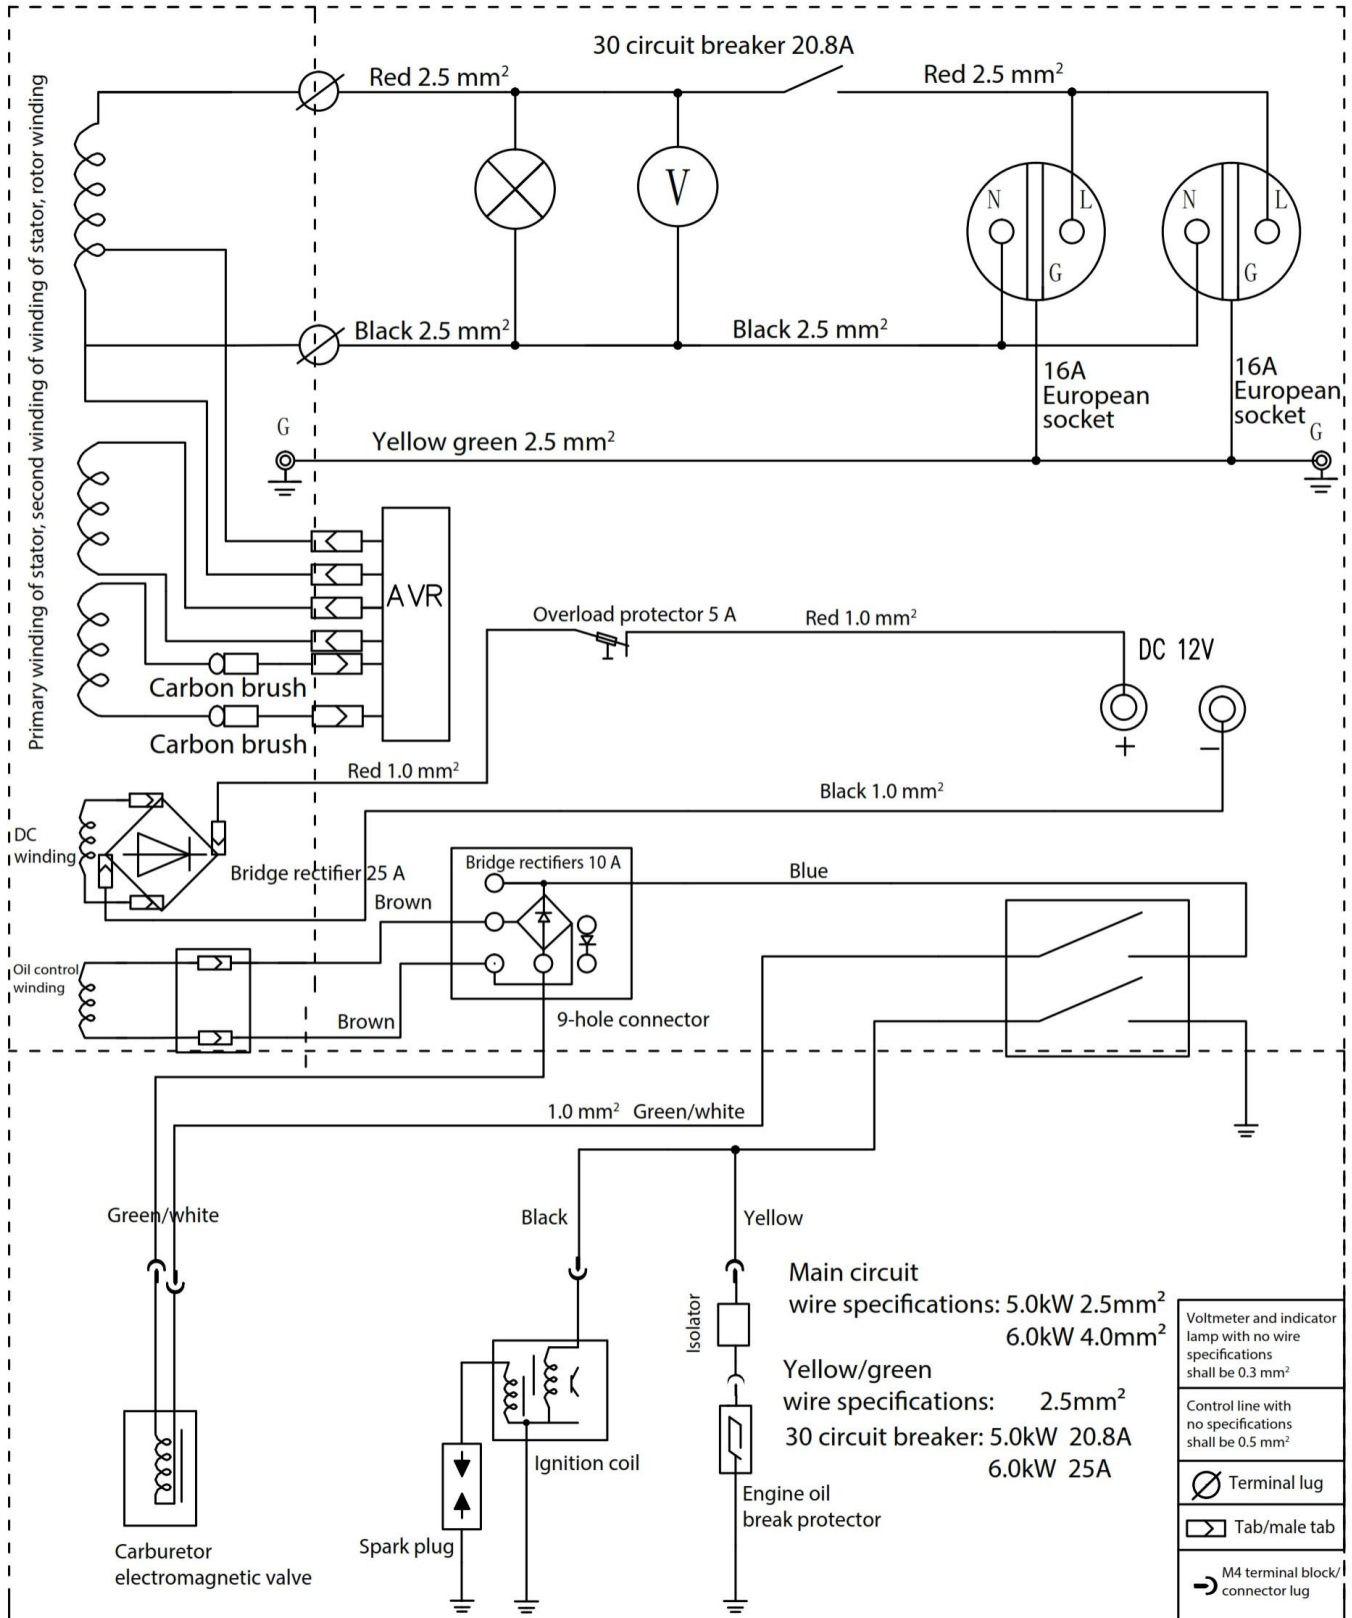 30 circuit breaker 20.8A
Red 2.5 mm²
Red 2.5 mm²
Primary winding of stator, second winding of winding of stator, rotor winding
V
N
L
G
N
L
G
Black 2.5 mm²
Black 2.5 mm²
16A
European
socket
16A
European
socket
G
Yellow green 2.5 mm²
G
AVR
Carbon brush
Carbon brush
Overload protector 5 A
Red 1.0 mm²
DC 12V
+
−
Red 1.0 mm²
Black 1.0 mm²
DC
winding
Bridge rectifier 25 A
Bridge rectifiers 10 A
Blue
Brown
Oil control
winding
Brown
9-hole connector
1.0 mm² Green/white
Green/white
Black
Yellow
Isolator
Main circuit
wire specifications: 5.0kW 2.5mm²
6.0kW 4.0mm²
Yellow/green
wire specifications: 2.5mm²
30 circuit breaker: 5.0kW 20.8A
6.0kW 25A
Ignition coil
Engine oil
break protector
Spark plug
Carburetor
electromagnetic valve
Voltmeter and indicator
lamp with no wire
specifications
shall be 0.3 mm²
Control line with
no specifications
shall be 0.5 mm²
Terminal lug
Tab/male tab
M4 terminal block/
connector lug